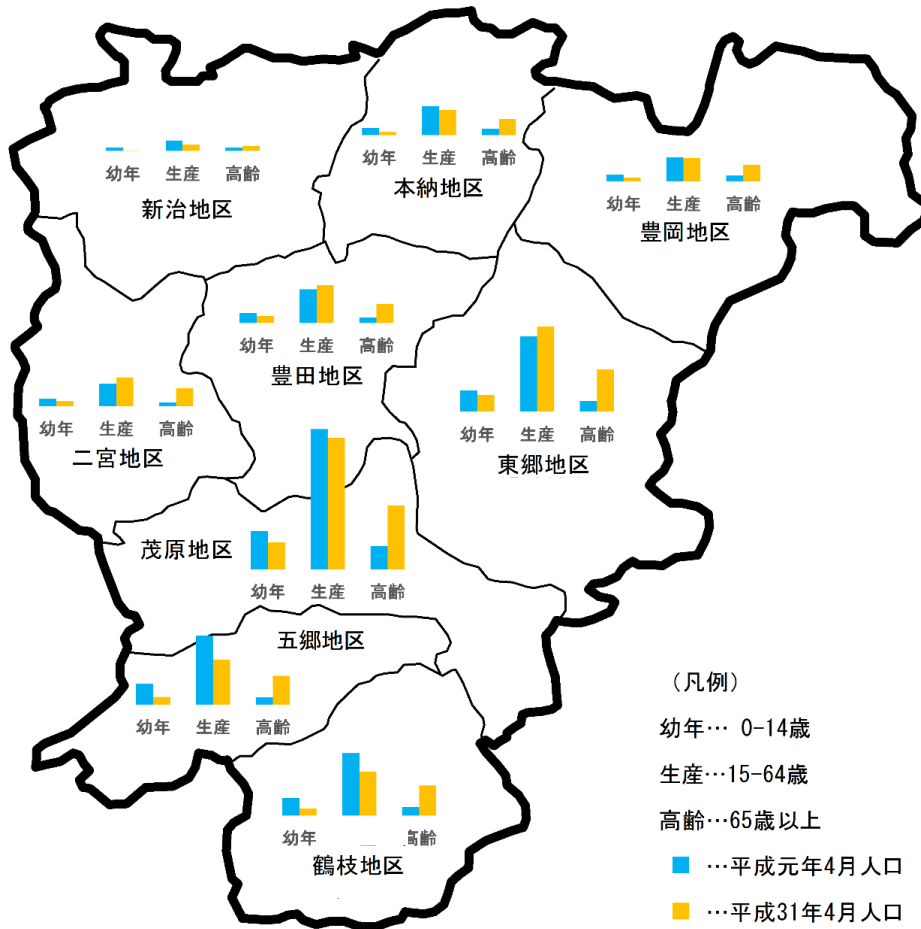 幼年 生産 高齢
本納地区
幼年 生産 高齢
新治地区
幼年 生産 高齢
豊岡地区
幼年 生産 高齢
豊田地区
幼年 生産 高齢
二宮地区
幼年 生産 高齢
東郷地区
茂原地区
幼年 生産 高齢
五郷地区
幼年 生産 高齢
幼年 高齢
鶴枝地区
(凡例)
幼年… 0-14歳
生産…15-64歳
高齢…65歳以上
…平成元年4月人口
…平成31年4月人口